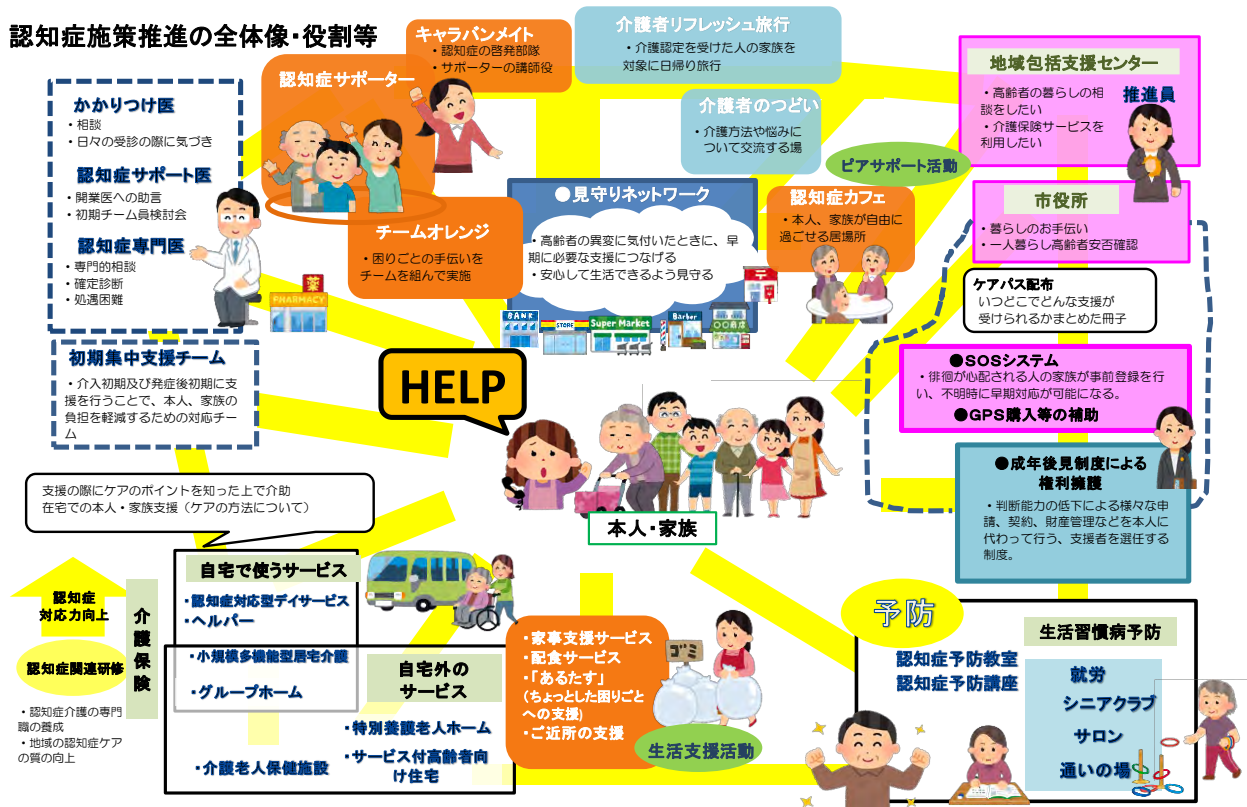 認知症施策推進の全体像・役割等
キャラバンメイト
・認知症の啓発部隊
・サポーターの講師役
認知症サポーター
チームオレンジ
・困りごとの手伝いを
チームを組んで実施
介護者リフレッシュ旅行
・介護認定を受けた人の家族を
対象に日帰り旅行
介護者のつどい
・介護方法や悩みに
ついて交流する場
ピアサポート活動
地域包括支援センター
推進員
・高齢者の暮らしの相
談をしたい
・介護保険サービスを
利用したい
かかりつけ医
・相談
・日々の受診の際に気づき
認知症サポート医
・開業医への助言
・初期チーム員検討会
認知症専門医
・専門的相談
・確定診断
・処遇困難
薬
PHARMACY
●見守りネットワーク
・高齢者の異変に気付いたときに、早
期に必要な支援につなげる
・安心して生活できるよう見守る
BANK
STORE
Super Market
Barber
〇〇商店
認知症カフェ
・本人、家族が自由に
過ごせる居場所
市役所
・暮らしのお手伝い
・一人暮らし高齢者安否確認
ケアパス配布
いつどこでどんな支援が
受けられるかまとめた冊子
初期集中支援チーム
・介入初期及び発症後初期に支
援を行うことで、本人、家族の
負担を軽減するための対応チー
ム
HELP
本人・家族
●SOSシステム
・徘徊が心配される人の家族が事前登録を行
い、不明時に早期対応が可能になる。
●GPS購入等の補助
●成年後見制度による
権利擁護
・判断能力の低下による様々な申
請、契約、財産管理などを本人に
代わって行う、支援者を選任する
制度。
支援の際にケアのポイントを知った上で介助
在宅での本人・家族支援（ケアの方法について）
認知症
対応力向上
認知症関連研修
・認知症介護の専門
職の養成
・地域の認知症ケア
の質の向上
介護保険
自宅で使うサービス
・認知症対応型デイサービス
・ヘルパー
・小規模多機能型居宅介護
・グループホーム
自宅外の
サービス
・特別養護老人ホーム
・サービス付高齢者向
け住宅
・介護老人保健施設
・家事支援サービス
・配食サービス
・「あるたす」
（ちょっとした困りごと
への支援）
・ご近所の支援
ゴミ
生活支援活動
予防
認知症予防教室
認知症予防講座
生活習慣病予防
就労
シニアクラブ
サロン
通いの場